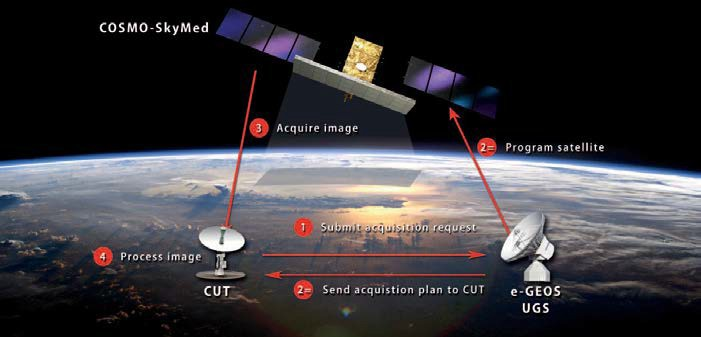 COSMO-SkyMed
3 Acquire image
2= Program satellite
1 Submit acquisition request
4 Process image
2= Send acquistion plan to CUT
CUT
e-GEOS
UGS